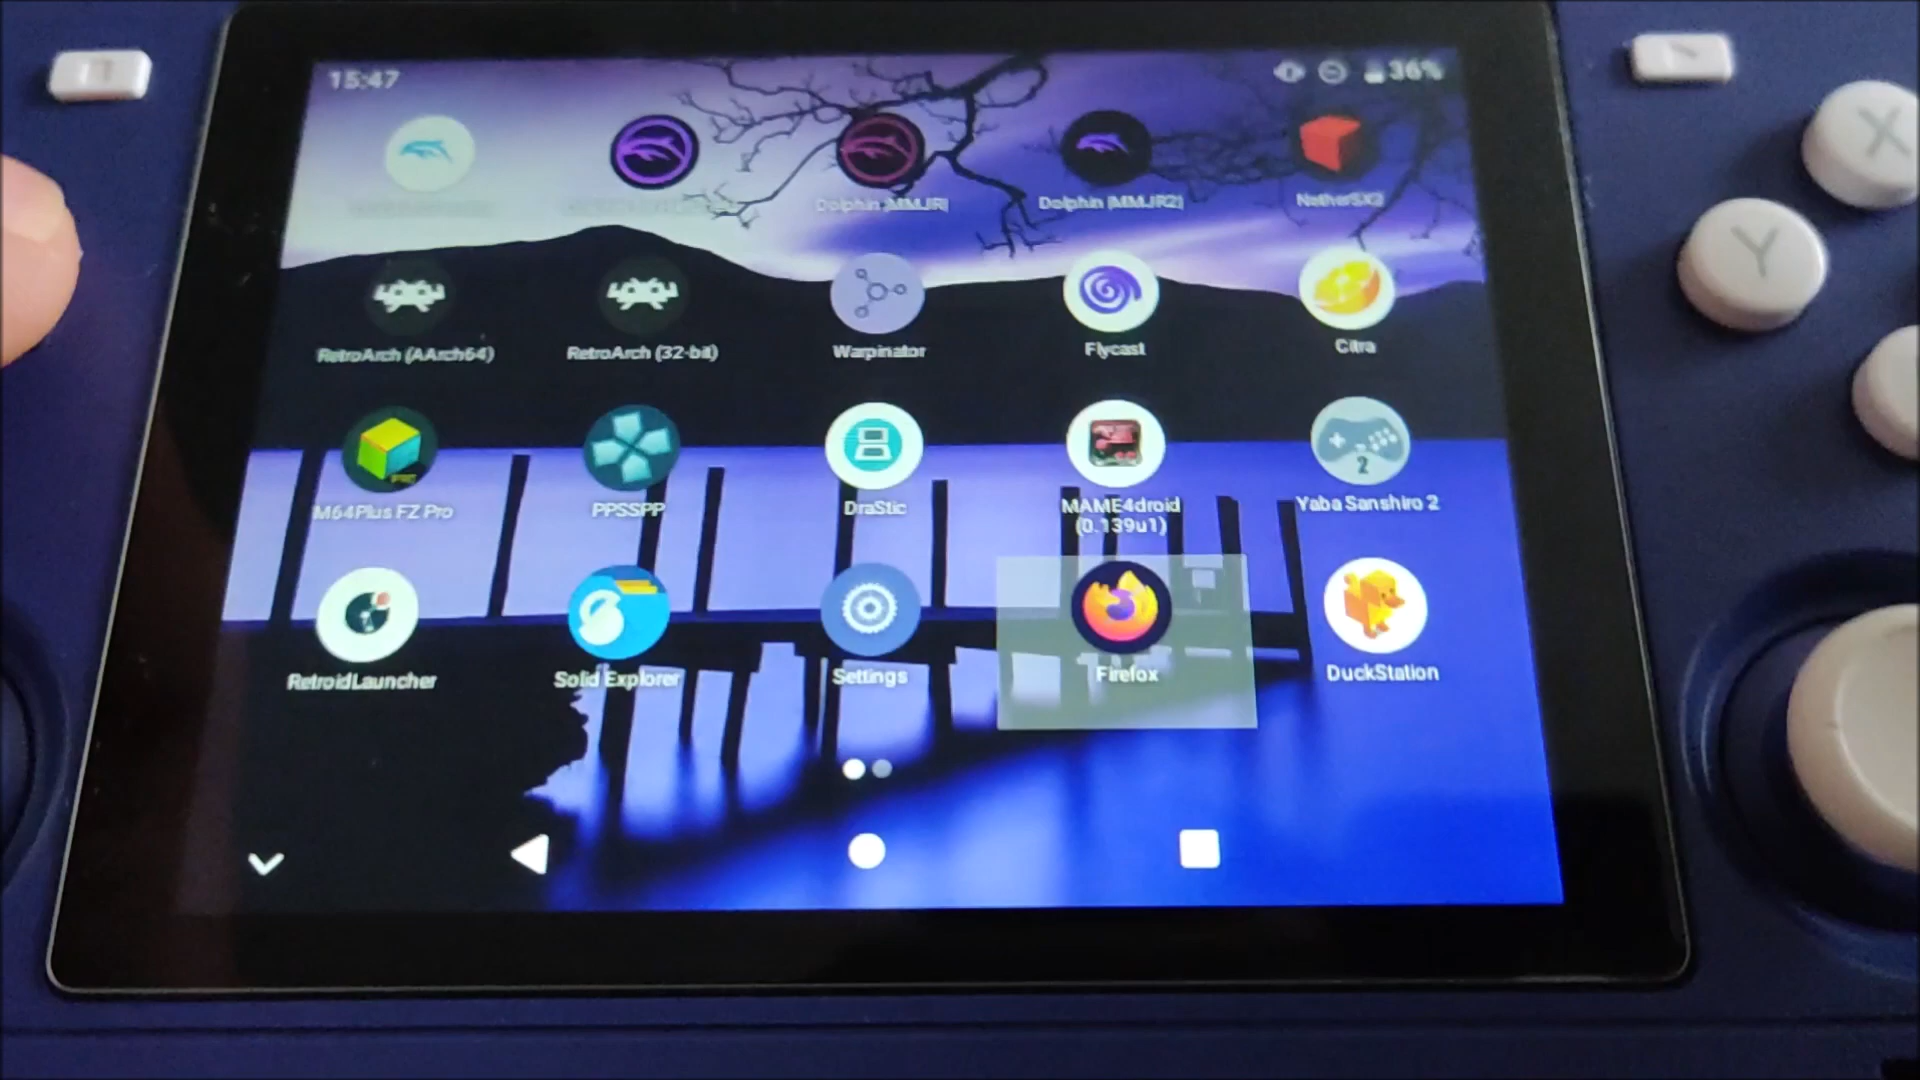 15:47
36%
Dolphin (MMJR)
Dolphin (MMJR2)
NetherSX2
RetroArch (AArch64)
RetroArch (32-bit)
Warpinator
Flycast
Citra
M64Plus FZ Pro
PPSSPP
DraStic
MAME4droid
(0.139u1)
2
Yaba Sanshiro 2
RetroidLauncher
Solid Explorer
Settings
Firefox
DuckStation
X
Y